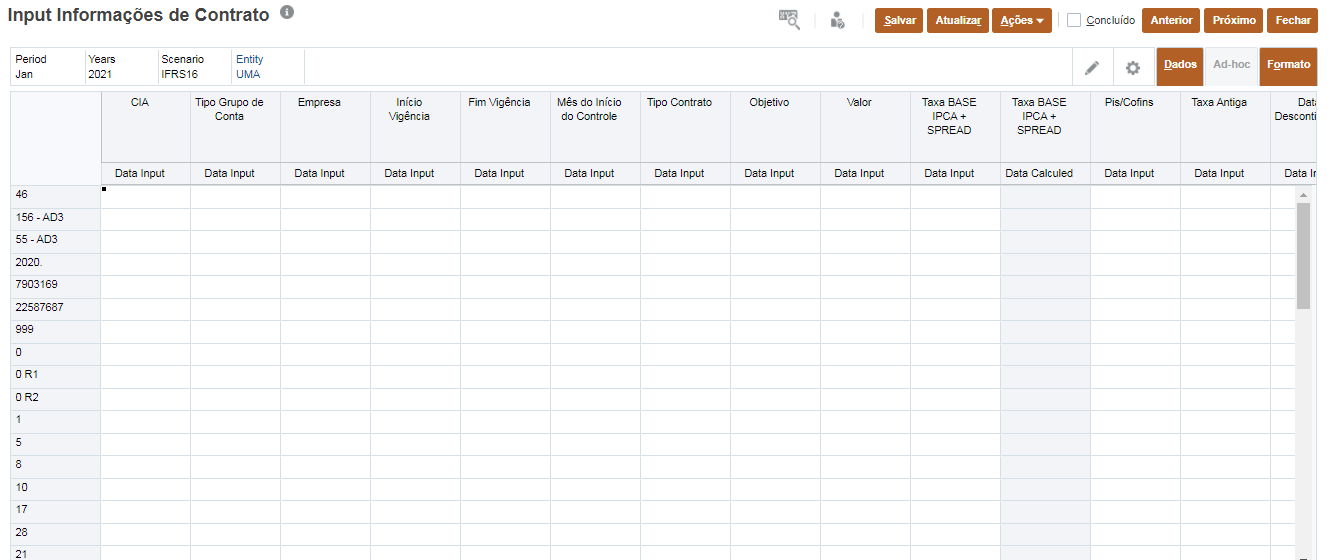 Input Informações de Contrato
Salvar Atualizar Ações Concluído Anterior Próximo Fechar
Period Years Scenario Entity
Jan 2021 IFRS16 UMA
Dados Ad-hoc Formato
CIA Tipo Grupo de Empresa Início Fim Vigência Mês do Início Tipo Contrato Objetivo Valor Taxa BASE Taxa BASE Pis/Cofins Taxa Antiga Data
Conta Vigência do Controle IPCA + IPCA + Desconti
SPREAD SPREAD
Data Input Data Input Data Input Data Input Data Input Data Input Data Input Data Input Data Input Data Input Data Calculed Data Input Data Input Data In
46
156 - AD3
55 - AD3
2020.
7903169
22587687
999
0
0 R1
0 R2
1
5
8
10
17
28
21